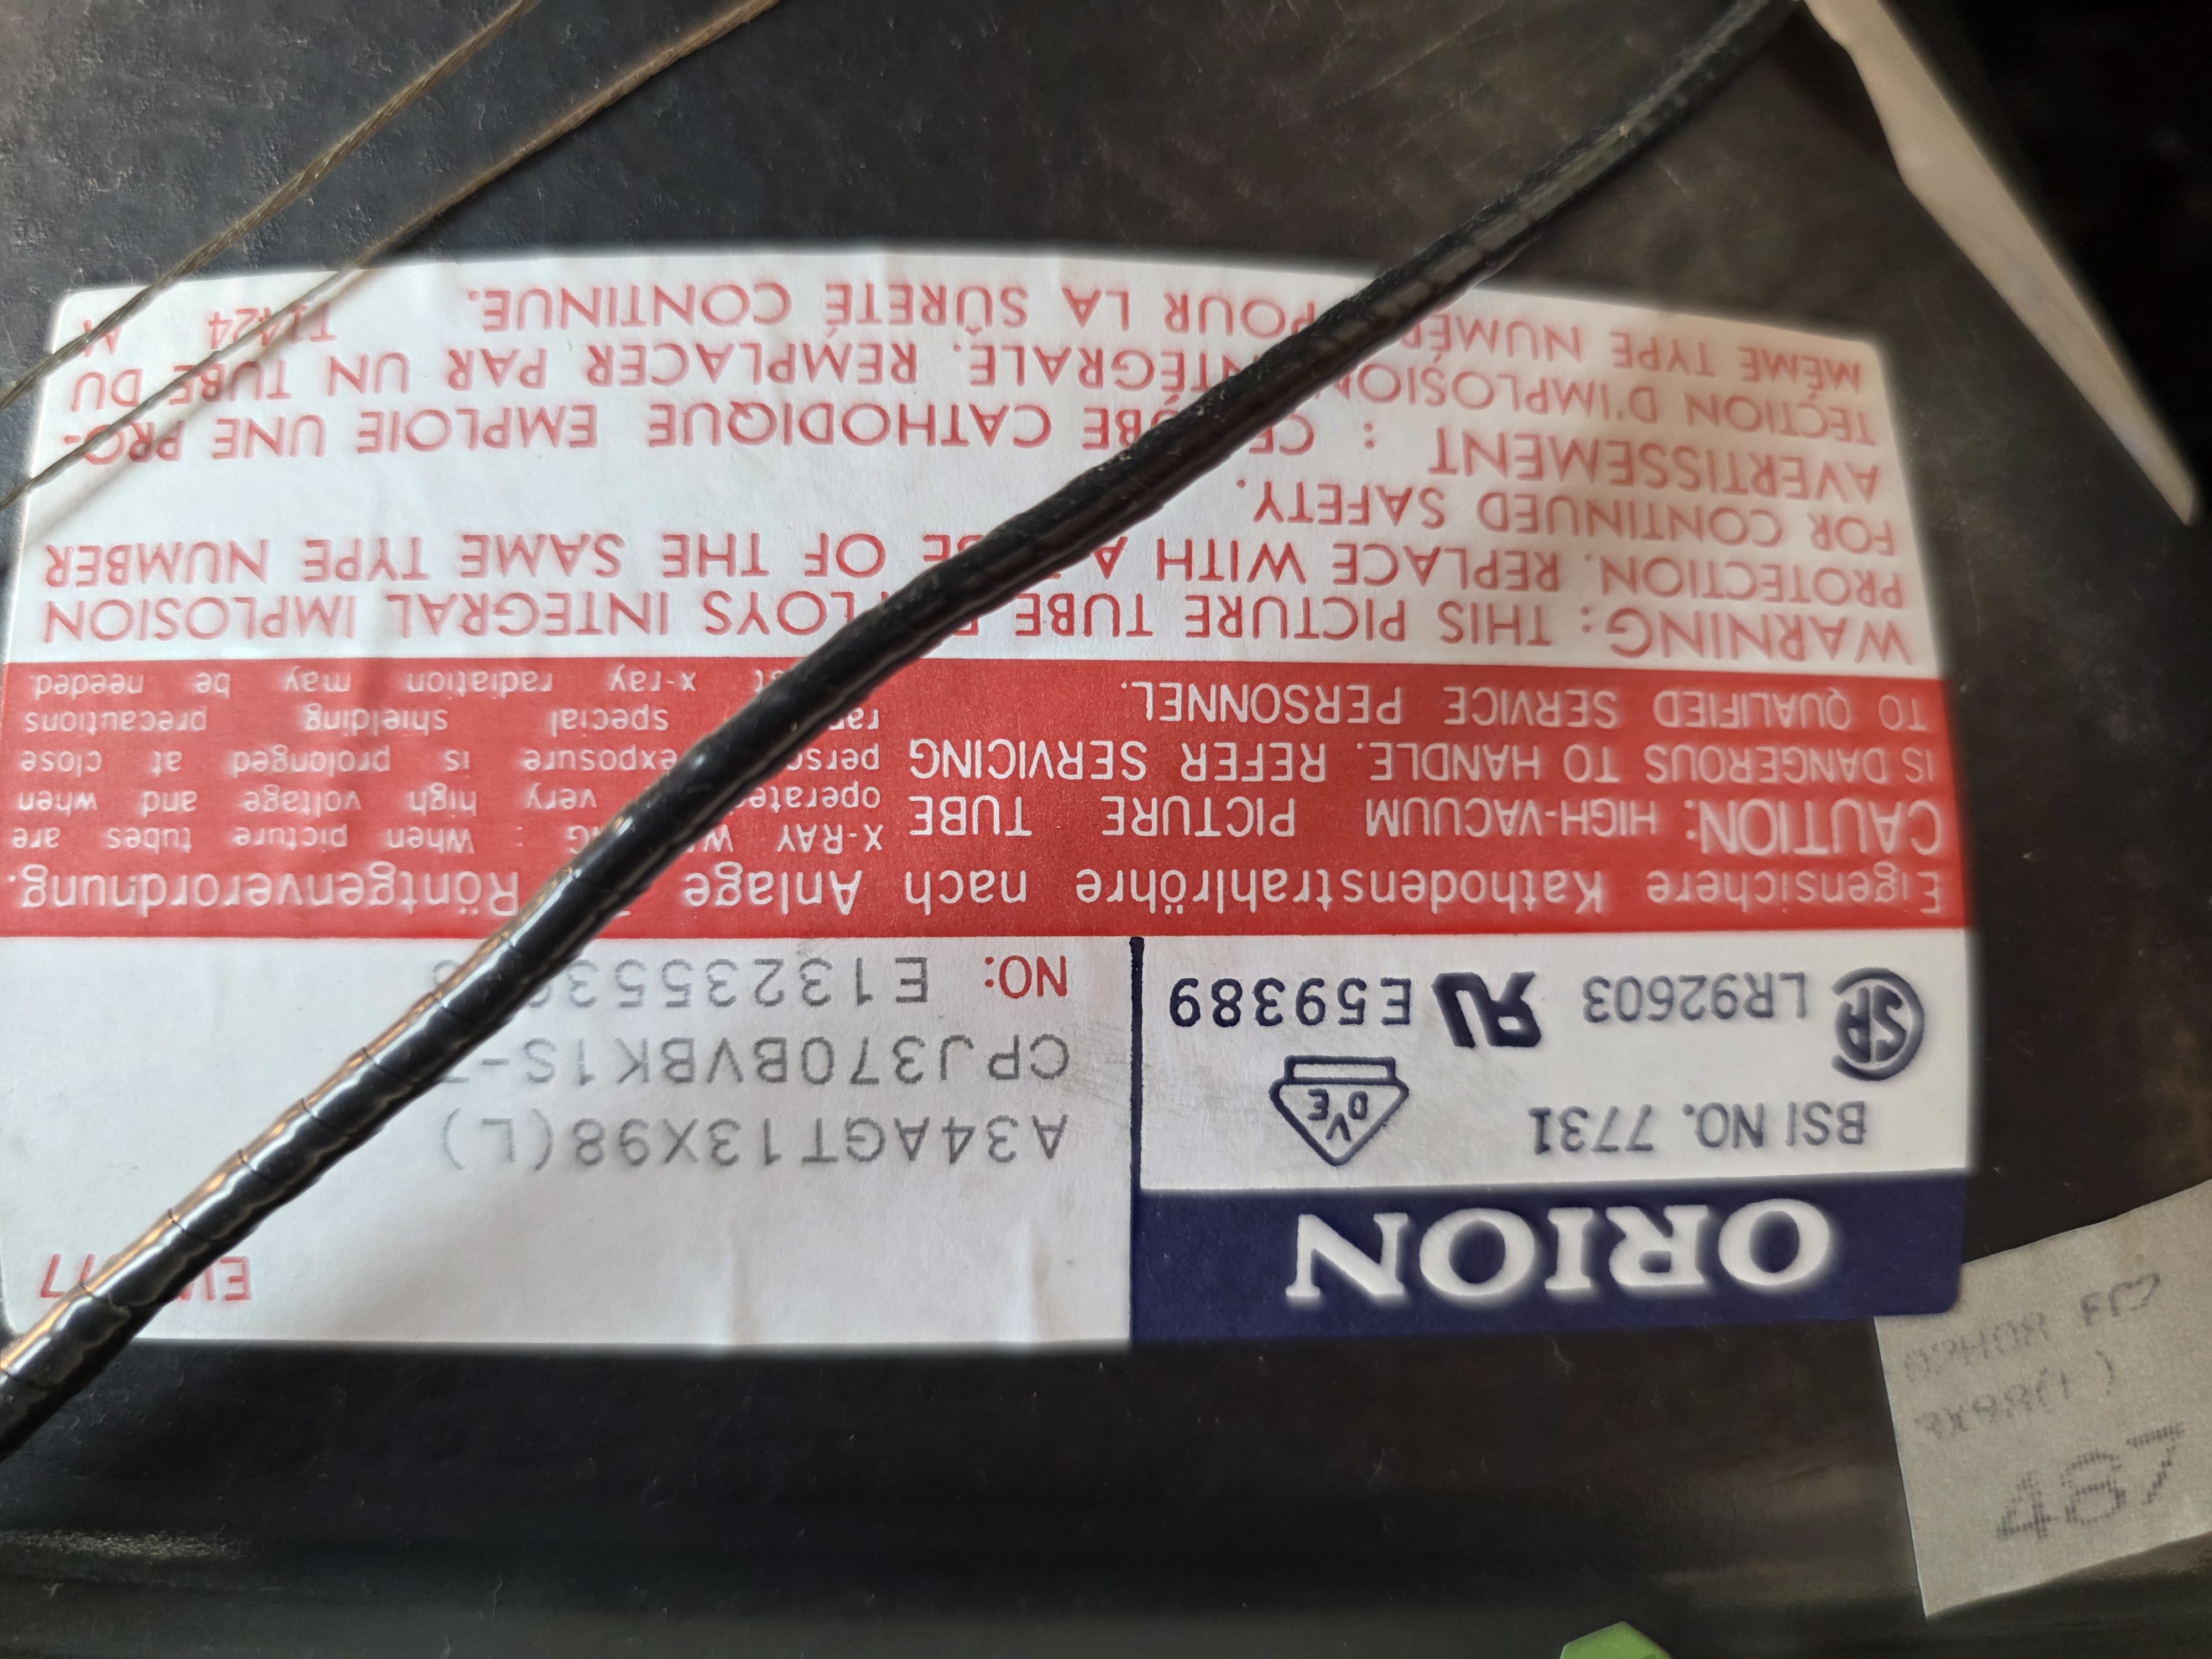 ORION
BSI NO. 7731
DVE
LR92603
E59389
A34AGT13X98(L)
CPJ370BVBK1S-
NO:
Eigensichere Kathodenstrahlröhre nach Anlage Röntgenverordnung.
CAUTION: HIGH-VACUUM PICTURE TUBE
IS DANGEROUS TO HANDLE. REFER SERVICING
TO QUALIFIED SERVICE PERSONNEL.
X-RAY : when picture tubes are
very high voltage and when
exposure is prolonged at close
special shielding precautions
x-ray radiation may be needed.
WARNING: THIS PICTURE TUBE INTEGRAL IMPLOSION
PROTECTION. REPLACE WITH A OF THE SAME TYPE NUMBER
FOR CONTINUED SAFETY.
AVERTISSEMENT : CE CATHODIQUE EMPLOIE UNE PRO-
TECTION D'IMPLOSION INTÉGRALE. REMPLACER PAR UN TUBE DU
MÉME TYPE POUR LA SÛRETÉ CONTINUE.
3X98(L)
487